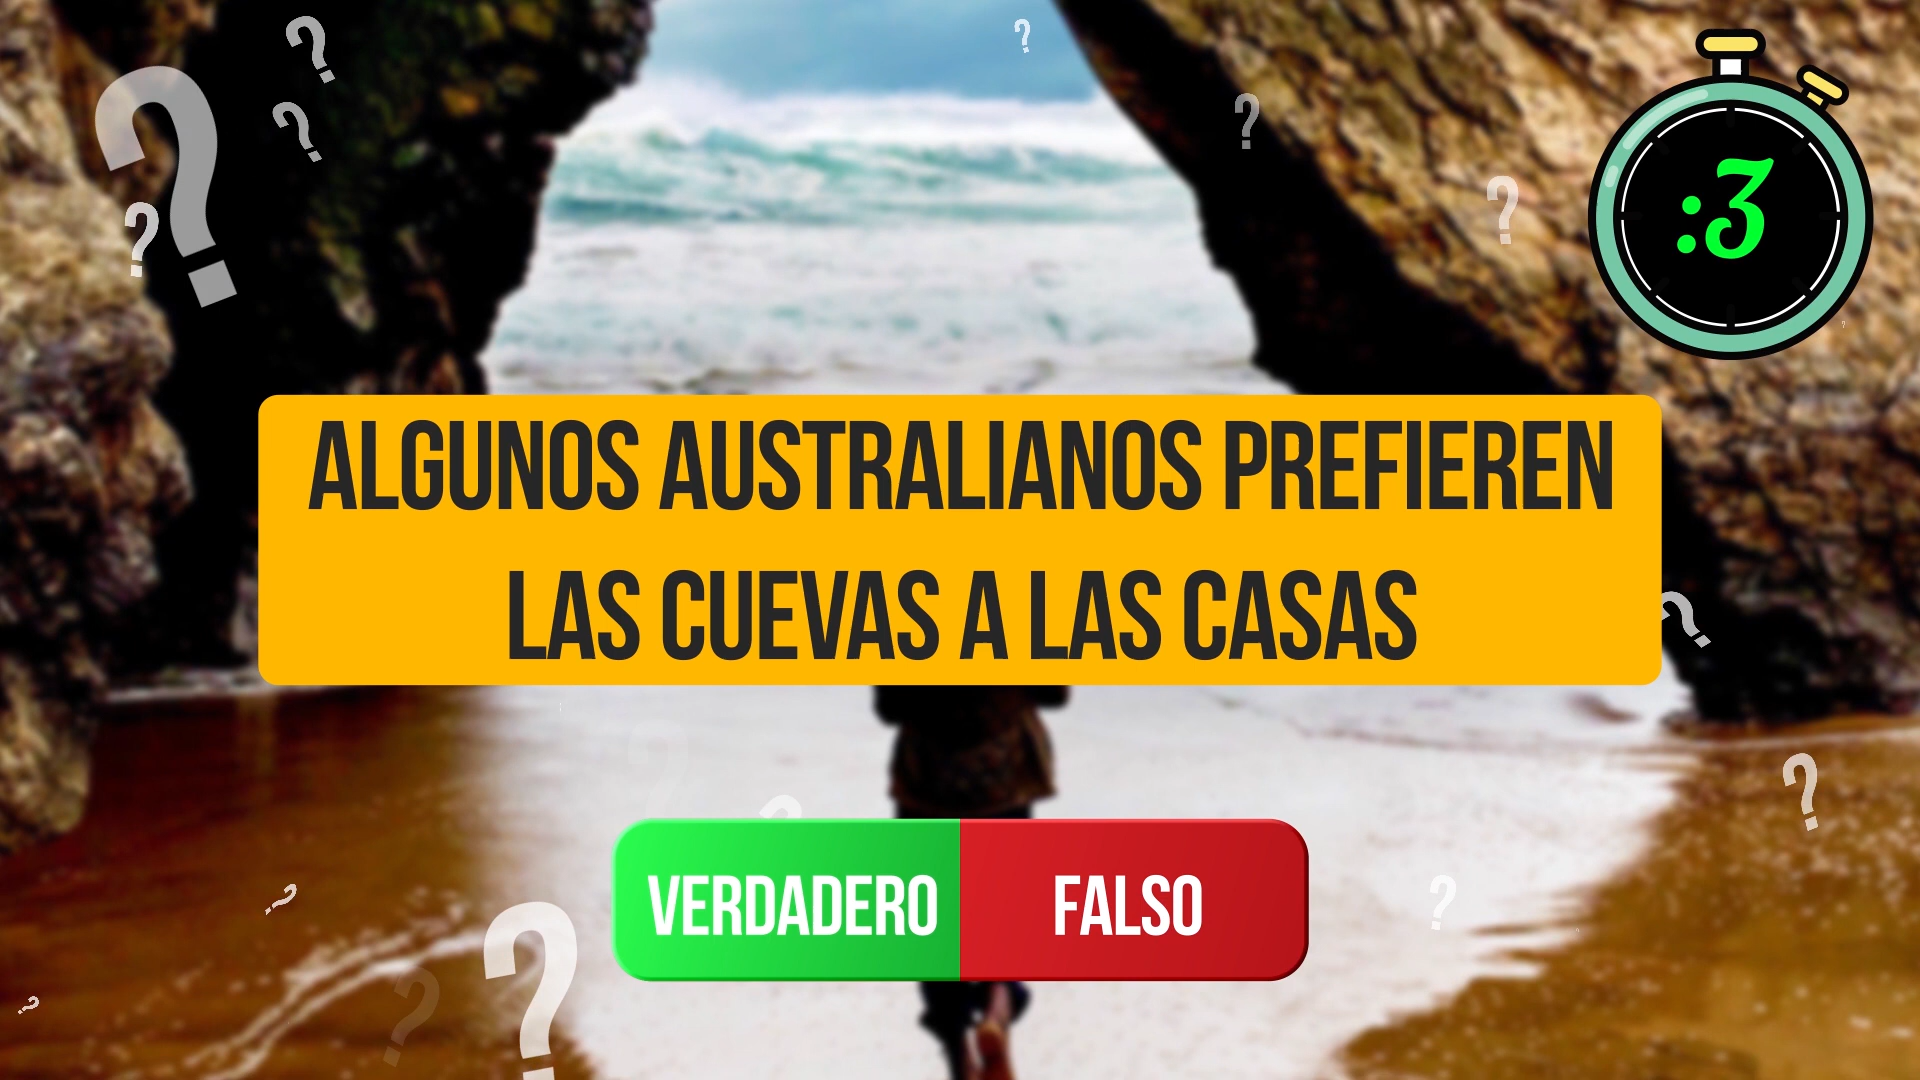 :3
ALGUNOS AUSTRALIANOS PREFIEREN
LAS CUEVAS A LAS CASAS
VERDADERO
FALSO